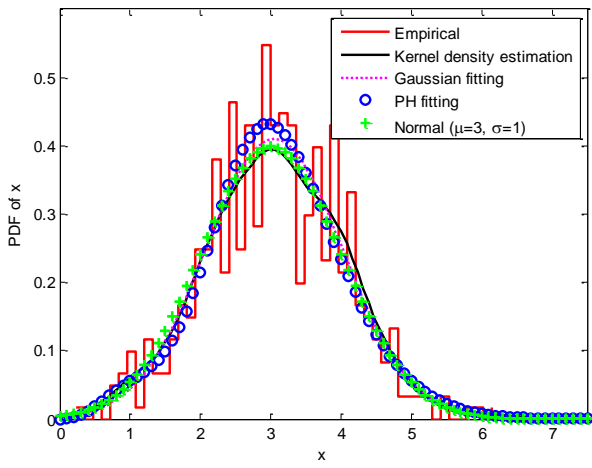 Empirical
Kernel density estimation
Gaussian fitting
PH fitting
Normal (μ=3, σ=1)
PDF of x
0.5
0.4
0.3
0.2
0.1
0
0 1 2 3 4 5 6 7
x